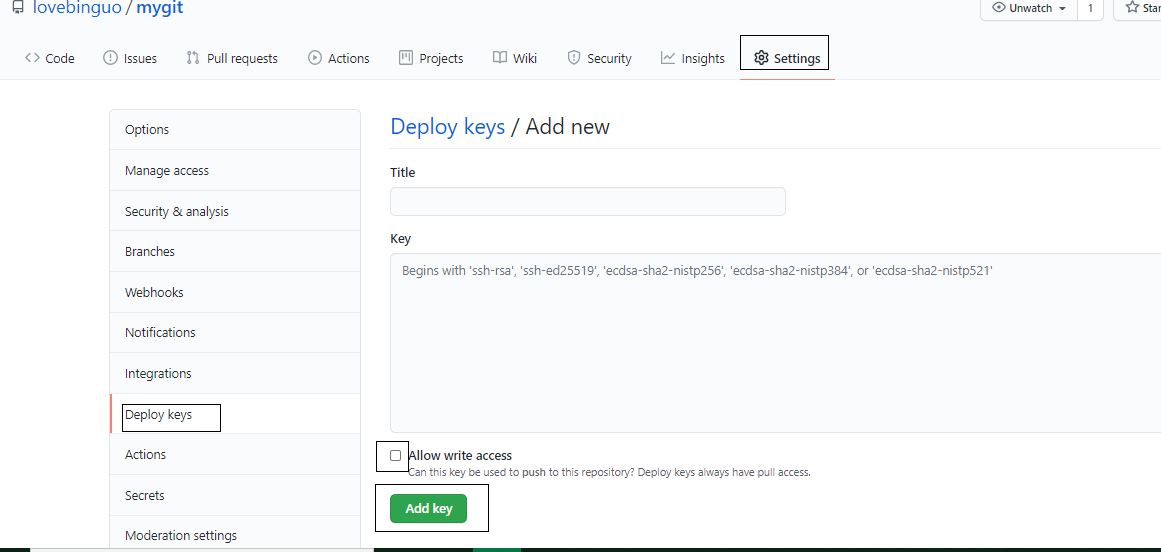 lovebinguo / mygit
Unwatch
1
Star
Code
Issues
Pull requests
Actions
Projects
Wiki
Security
Insights
Settings
Options
Manage access
Security & analysis
Branches
Webhooks
Notifications
Integrations
Deploy keys
Actions
Secrets
Moderation settings
Deploy keys / Add new
Title
Key
Begins with 'ssh-rsa', 'ssh-ed25519', 'ecdsa-sha2-nistp256', 'ecdsa-sha2-nistp384', or 'ecdsa-sha2-nistp521'
Allow write access
Can this key be used to push to this repository? Deploy keys always have pull access.
Add key